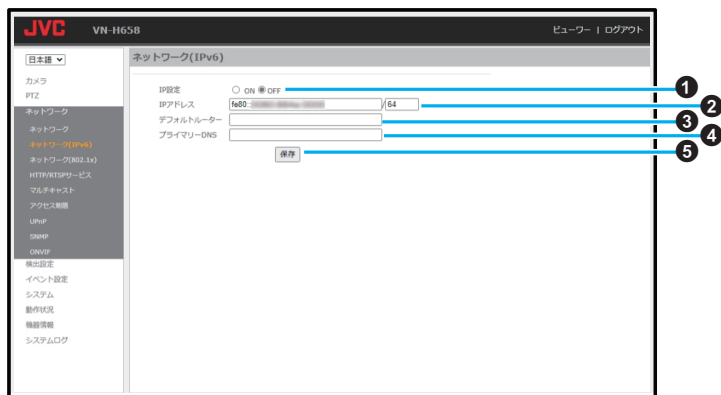 JVC VN-H658 ビューワー | ログアウト
日本語
ネットワーク(IPv6)
カメラ
PTZ
ネットワーク
ネットワーク
ネットワーク(IPv6)
ネットワーク(802.1x)
HTTP/RTSPサービス
マルチキャスト
アクセス制限
UPnP
SNMP
ONVIF
検出設定
イベント設定
システム
動作状況
機器情報
システムログ
IP設定 ON OFF 1
IPアドレス fe80:: / 64 2
デフォルトルーター 3
プライマリーDNS 4
保存 5